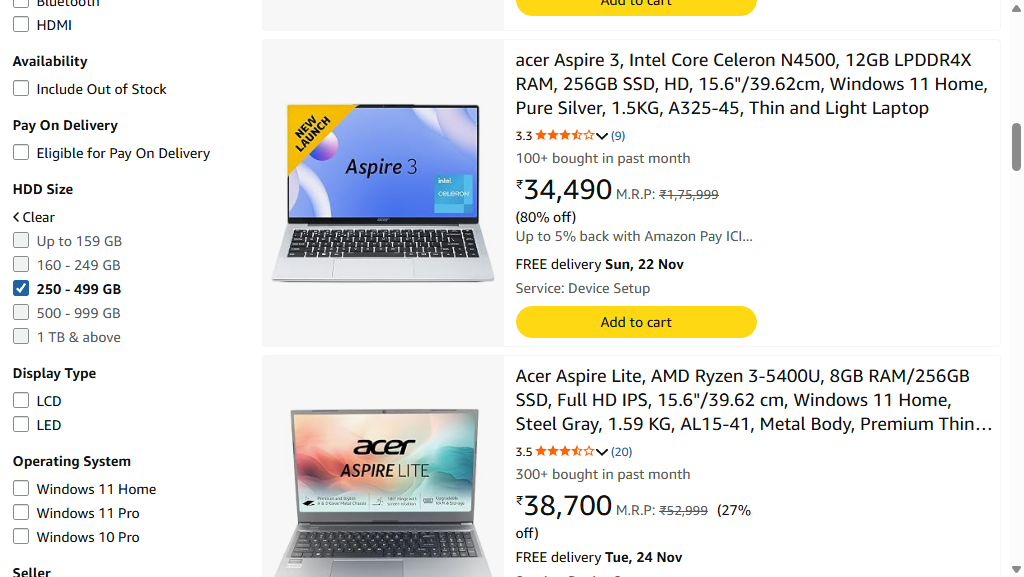 Bluetooth
HDMI
Availability
Include Out of Stock
Pay On Delivery
Eligible for Pay On Delivery
HDD Size
Clear
Up to 159 GB
160 - 249 GB
250 - 499 GB
500 - 999 GB
1 TB & above
Display Type
LCD
LED
Operating System
Windows 11 Home
Windows 11 Pro
Windows 10 Pro
Seller
Add to cart
NEW
LAUNCH
Aspire 3
intel
CELERON
acer
acer Aspire 3, Intel Core Celeron N4500, 12GB LPDDR4X
RAM, 256GB SSD, HD, 15.6"/39.62cm, Windows 11 Home,
Pure Silver, 1.5KG, A325-45, Thin and Light Laptop
3.3 (9)
100+ bought in past month
₹34,490 M.R.P: ₹1,75,999
(80% off)
Up to 5% back with Amazon Pay ICI...
FREE delivery Sun, 22 Nov
Service: Device Setup
Add to cart
acer
ASPIRE LITE
Acer Aspire Lite, AMD Ryzen 3-5400U, 8GB RAM/256GB
SSD, Full HD IPS, 15.6"/39.62 cm, Windows 11 Home,
Steel Gray, 1.59 KG, AL15-41, Metal Body, Premium Thin...
3.5 (20)
300+ bought in past month
₹38,700 M.R.P: ₹52,999 (27%
off)
FREE delivery Tue, 24 Nov